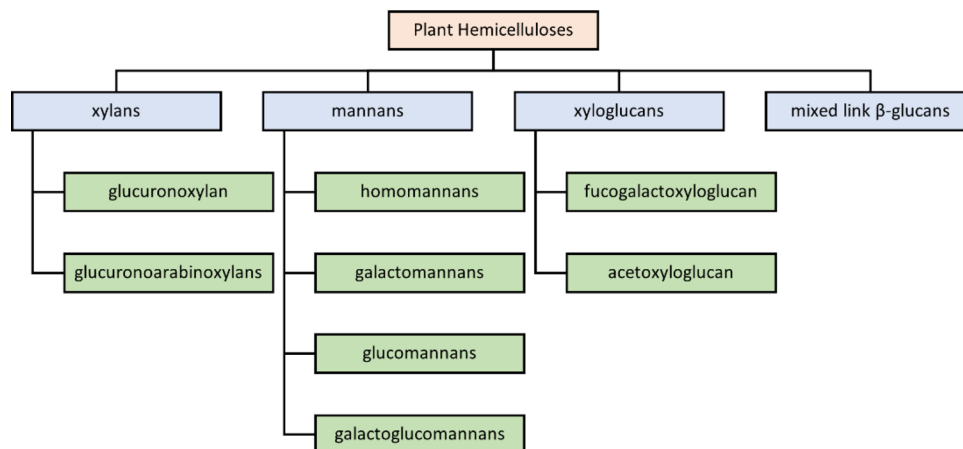 Plant Hemicelluloses
xylans
mannans
xyloglucans
mixed link β-glucans
glucuronoxylan
homomannans
fucogalactoxyloglucan
glucuronoarabinoxylans
galactomannans
acetoxyloglucan
glucomannans
galactoglucomannans